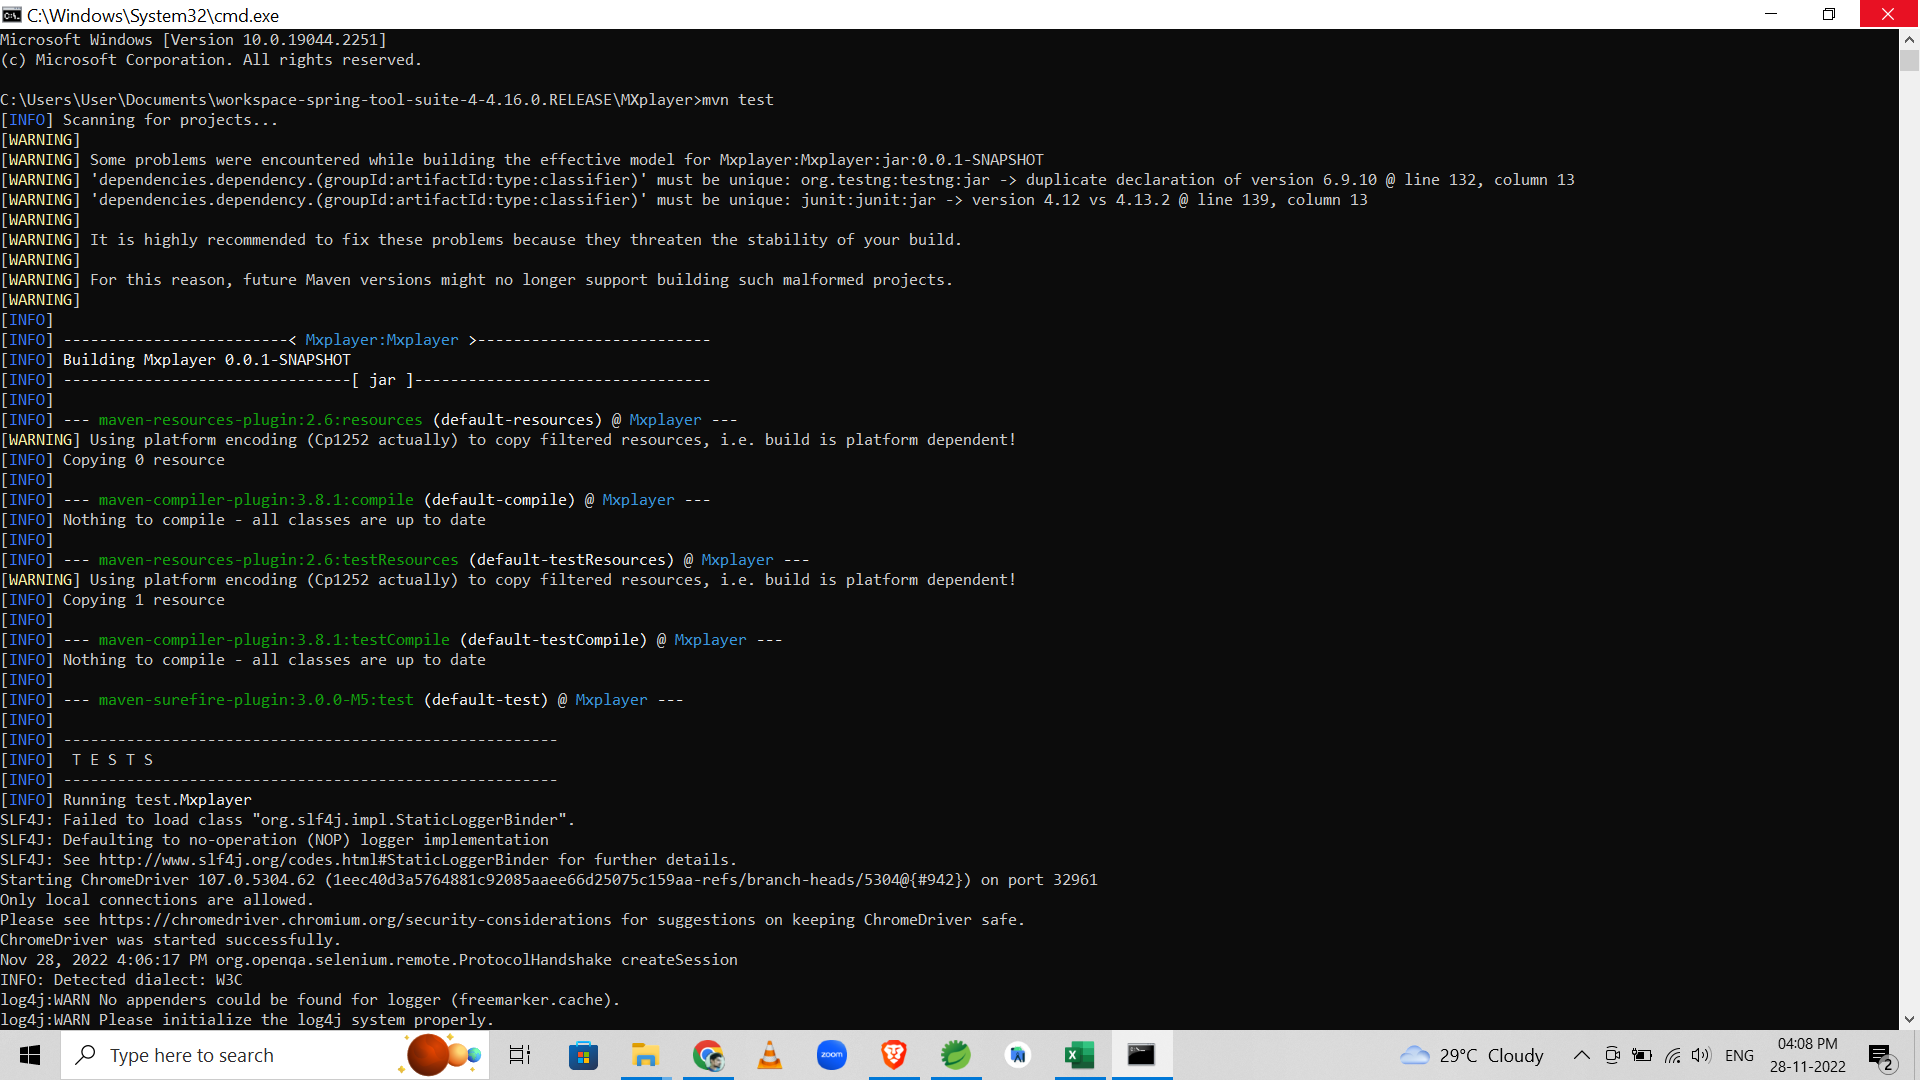 C:\Windows\System32\cmd.exe
Microsoft Windows [Version 10.0.19044.2251]
(c) Microsoft Corporation. All rights reserved.
C:\Users\User\Documents\workspace-spring-tool-suite-4-4.16.0.RELEASE\MXplayer>mvn test
[INFO] Scanning for projects...
[WARNING]
[WARNING] Some problems were encountered while building the effective model for Mxplayer:Mxplayer:jar:0.0.1-SNAPSHOT
[WARNING] 'dependencies.dependency.(groupId:artifactId:type:classifier)' must be unique: org.testng:testng:jar -> duplicate declaration of version 6.9.10 @ line 132, column 13
[WARNING] 'dependencies.dependency.(groupId:artifactId:type:classifier)' must be unique: junit:junit:jar -> version 4.12 vs 4.13.2 @ line 139, column 13
[WARNING]
[WARNING] It is highly recommended to fix these problems because they threaten the stability of your build.
[WARNING]
[WARNING] For this reason, future Maven versions might no longer support building such malformed projects.
[WARNING]
[INFO]
[INFO] -------------------------< Mxplayer:Mxplayer >--------------------------
[INFO] Building Mxplayer 0.0.1-SNAPSHOT
[INFO] --------------------------------[ jar ]---------------------------------
[INFO]
[INFO] --- maven-resources-plugin:2.6:resources (default-resources) @ Mxplayer ---
[WARNING] Using platform encoding (Cp1252 actually) to copy filtered resources, i.e. build is platform dependent!
[INFO] Copying 0 resource
[INFO]
[INFO] --- maven-compiler-plugin:3.8.1:compile (default-compile) @ Mxplayer ---
[INFO] Nothing to compile - all classes are up to date
[INFO]
[INFO] --- maven-resources-plugin:2.6:testResources (default-testResources) @ Mxplayer ---
[WARNING] Using platform encoding (Cp1252 actually) to copy filtered resources, i.e. build is platform dependent!
[INFO] Copying 1 resource
[INFO]
[INFO] --- maven-compiler-plugin:3.8.1:testCompile (default-testCompile) @ Mxplayer ---
[INFO] Nothing to compile - all classes are up to date
[INFO]
[INFO] --- maven-surefire-plugin:3.0.0-M5:test (default-test) @ Mxplayer ---
[INFO]
[INFO] -------------------------------------------------------
[INFO]  T E S T S
[INFO] -------------------------------------------------------
[INFO] Running test.Mxplayer
SLF4J: Failed to load class "org.slf4j.impl.StaticLoggerBinder".
SLF4J: Defaulting to no-operation (NOP) logger implementation
SLF4J: See http://www.slf4j.org/codes.html#StaticLoggerBinder for further details.
Starting ChromeDriver 107.0.5304.62 (1eec40d3a5764881c92085aaee66d25075c159aa-refs/branch-heads/5304@{#942}) on port 32961
Only local connections are allowed.
Please see https://chromedriver.chromium.org/security-considerations for suggestions on keeping ChromeDriver safe.
ChromeDriver was started successfully.
Nov 28, 2022 4:06:17 PM org.openqa.selenium.remote.ProtocolHandshake createSession
INFO: Detected dialect: W3C
log4j:WARN No appenders could be found for logger (freemarker.cache).
log4j:WARN Please initialize the log4j system properly.
Type here to search
zoom
29°C Cloudy
ENG
04:08 PM
28-11-2022
2